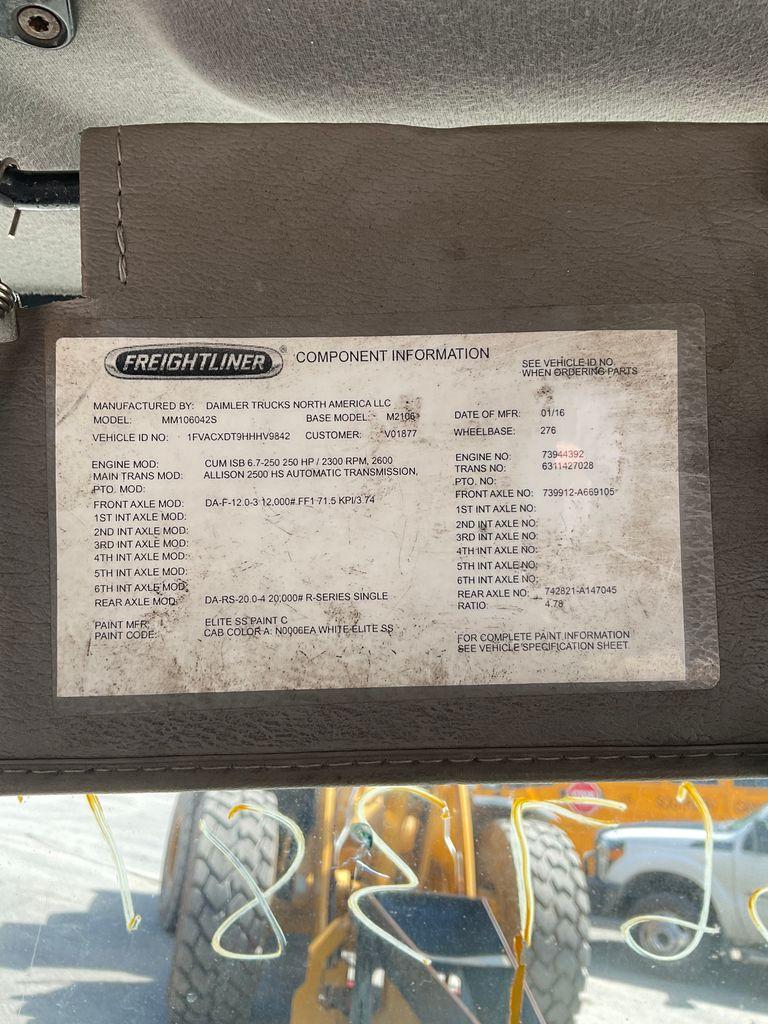 FREIGHTLINER® COMPONENT INFORMATION
SEE VEHICLE ID NO.
WHEN ORDERING PARTS
MANUFACTURED BY: DAIMLER TRUCKS NORTH AMERICA LLC
MODEL: MM106042S BASE MODEL: M2106 DATE OF MFR: 01/16
VEHICLE ID NO: 1FVACXDT9HHHV9842 CUSTOMER: V01877 WHEELBASE: 276
ENGINE MOD: CUM ISB 6.7-250 250 HP / 2300 RPM, 2600 ENGINE NO: 73944392
MAIN TRANS MOD: ALLISON 2500 HS AUTOMATIC TRANSMISSION, TRANS NO: 6311427028
PTO. MOD: PTO. NO:
FRONT AXLE MOD: DA-F-12.0-3 12,000# FF1 71.5 KPI/3.74 FRONT AXLE NO: 739912-A669105
1ST INT AXLE MOD: 1ST INT AXLE NO:
2ND INT AXLE MOD: 2ND INT AXLE NO:
3RD INT AXLE MOD: 3RD INT AXLE NO:
4TH INT AXLE MOD: 4TH INT AXLE NO:
5TH INT AXLE MOD: 5TH INT AXLE NO:
6TH INT AXLE MOD: 6TH INT AXLE NO:
REAR AXLE MOD: DA-RS-20.0-4 20,000# R-SERIES SINGLE REAR AXLE NO: 742821-A147045
RATIO: 4.78
PAINT MFR: ELITE SS PAINT C
PAINT CODE: CAB COLOR A: N0006EA WHITE ELITE SS
FOR COMPLETE PAINT INFORMATION
SEE VEHICLE SPECIFICATION SHEET